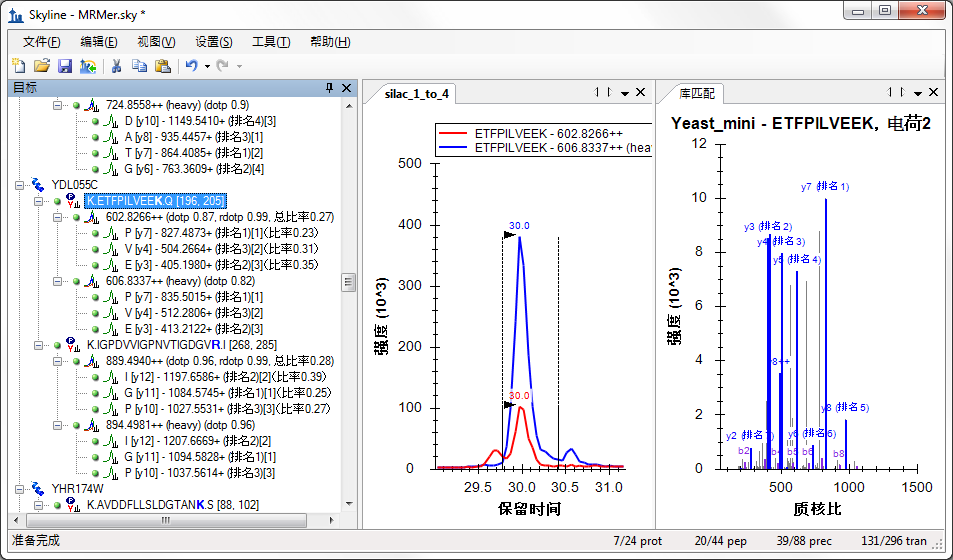 Skyline - MRMer.sky *
文件(F) 编辑(E) 视图(V) 设置(S) 工具(T) 帮助(H)
目标
724.8558++ (heavy) (dotp 0.9)
D [y10] - 1149.5410+ (排名4)[3]
A [y8] - 935.4457+ (排名3)[1]
T [y7] - 864.4085+ (排名1)[2]
G [y6] - 763.3609+ (排名2)[4]
YDL055C
K.ETFPILVEEK.Q [196, 205]
602.8266++ (dotp 0.87, rdotp 0.99, 总比率0.27)
P [y7] - 827.4873+ (排名1)[1](比率0.23)
V [y4] - 504.2664+ (排名3)[2](比率0.31)
E [y3] - 405.1980+ (排名2)[3](比率0.35)
606.8337++ (heavy) (dotp 0.82)
P [y7] - 835.5015+ (排名1)[1]
V [y4] - 512.2806+ (排名3)[2]
E [y3] - 413.2122+ (排名2)[3]
K.IGPDVVIGPNVTIGDGVR.I [268, 285]
889.4940++ (dotp 0.96, rdotp 0.99, 总比率0.28)
I [y12] - 1197.6586+ (排名2)[2](比率0.39)
G [y11] - 1084.5745+ (排名1)[1](比率0.25)
P [y10] - 1027.5531+ (排名3)[3](比率0.27)
894.4981++ (heavy) (dotp 0.96)
I [y12] - 1207.6669+ (排名2)[2]
G [y11] - 1094.5828+ (排名1)[1]
P [y10] - 1037.5614+ (排名3)[3]
YHR174W
K.AVDDFLLSLDGTANK.S [88, 102]
silac_1_to_4
ETFPILVEEK - 602.8266++
ETFPILVEEK - 606.8337++ (hea
500
400
300
200
100
0
强度 (10^3)
30.0
30.0
29.5 30.0 30.5 31.0
保留时间
库匹配
Yeast_mini - ETFPILVEEK, 电荷2
12
10
8
6
4
2
0
强度 (10^3)
y7 (排名 1)
y3 (排名 2)
y4 (排名 3)
y5 (排名 4)
y8++
y8 (排名 5)
y2 (排名 7)
y6 (排名 6)
b2 b4 b5 b6 b8
500 1000 1500
质核比
准备完成 7/24 prot 20/44 pep 39/88 prec 131/296 tran